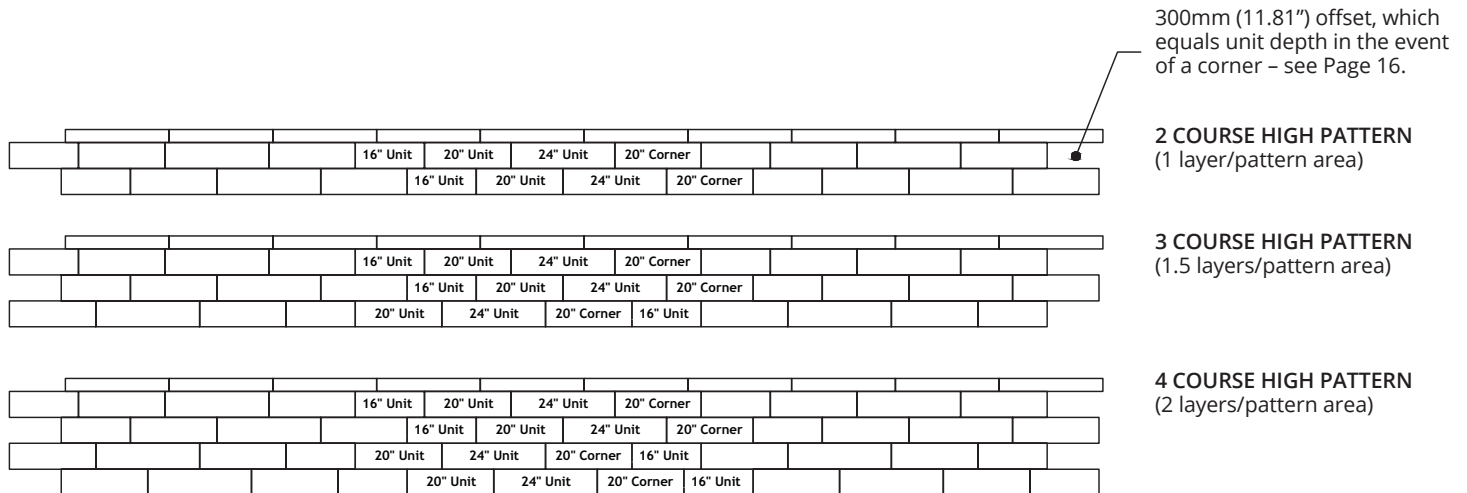 300mm (11.81”) offset, which
equals unit depth in the event
of a corner – see Page 16.
2 COURSE HIGH PATTERN
(1 layer/pattern area)
16" Unit 20" Unit 24" Unit 20" Corner
16" Unit 20" Unit 24" Unit 20" Corner
3 COURSE HIGH PATTERN
(1.5 layers/pattern area)
16" Unit 20" Unit 24" Unit 20" Corner
16" Unit 20" Unit 24" Unit 20" Corner
20" Unit 24" Unit 20" Corner 16" Unit
4 COURSE HIGH PATTERN
(2 layers/pattern area)
16" Unit 20" Unit 24" Unit 20" Corner
16" Unit 20" Unit 24" Unit 20" Corner
20" Unit 24" Unit 20" Corner 16" Unit
20" Unit 24" Unit 20" Corner 16" Unit